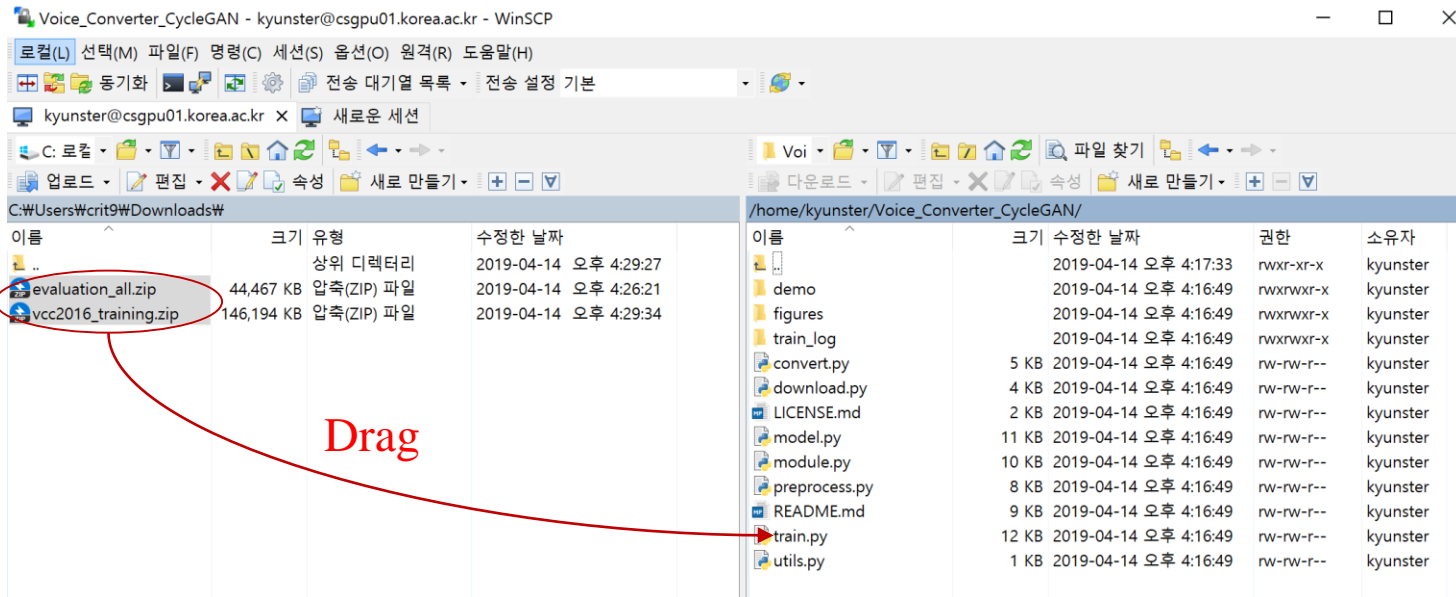 Voice_Converter_CycleGAN - kyunster@csgpu01.korea.ac.kr - WinSCP
로컬(L) 선택(M) 파일(F) 명령(C) 세션(S) 옵션(O) 원격(R) 도움말(H)
동기화 전송 대기열 목록 전송 설정 기본
kyunster@csgpu01.korea.ac.kr X 새로운 세션
C: 로컬
업로드 편집 속성 새로 만들기
C:₩Users₩crit9₩Downloads₩
이름 크기 유형 수정한 날짜
.. 상위 디렉터리 2019-04-14 오후 4:29:27
evaluation_all.zip 44,467 KB 압축(ZIP) 파일 2019-04-14 오후 4:26:21
vcc2016_training.zip 146,194 KB 압축(ZIP) 파일 2019-04-14 오후 4:29:34
Drag
Voi 파일 찾기
다운로드 편집 속성 새로 만들기
/home/kyunster/Voice_Converter_CycleGAN/
이름 크기 수정한 날짜 권한 소유자
.. 2019-04-14 오후 4:17:33 rwxr-xr-x kyunster
demo 2019-04-14 오후 4:16:49 rwxrwxr-x kyunster
figures 2019-04-14 오후 4:16:49 rwxrwxr-x kyunster
train_log 2019-04-14 오후 4:16:49 rwxrwxr-x kyunster
convert.py 5 KB 2019-04-14 오후 4:16:49 rw-rw-r-- kyunster
download.py 4 KB 2019-04-14 오후 4:16:49 rw-rw-r-- kyunster
LICENSE.md 2 KB 2019-04-14 오후 4:16:49 rw-rw-r-- kyunster
model.py 11 KB 2019-04-14 오후 4:16:49 rw-rw-r-- kyunster
module.py 10 KB 2019-04-14 오후 4:16:49 rw-rw-r-- kyunster
preprocess.py 8 KB 2019-04-14 오후 4:16:49 rw-rw-r-- kyunster
README.md 9 KB 2019-04-14 오후 4:16:49 rw-rw-r-- kyunster
train.py 12 KB 2019-04-14 오후 4:16:49 rw-rw-r-- kyunster
utils.py 1 KB 2019-04-14 오후 4:16:49 rw-rw-r-- kyunster